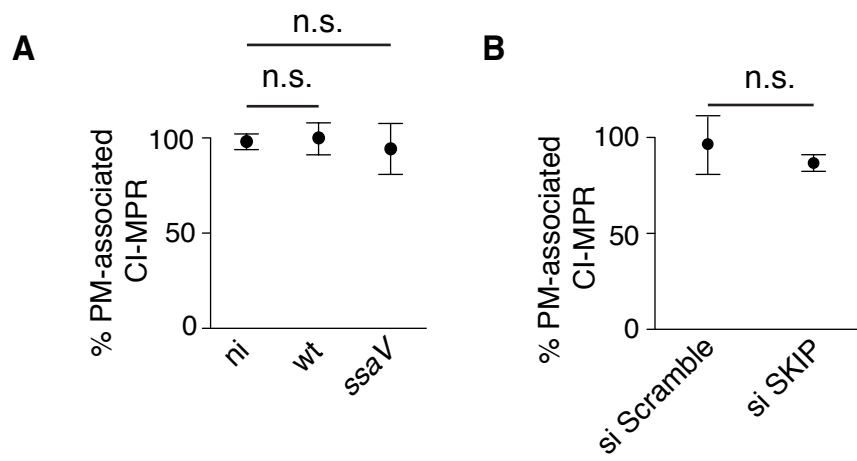 A
n.s.
n.s.
% PM-associated
CI-MPR
100
50
0
ni
wt
ssaV
B
n.s.
% PM-associated
CI-MPR
100
50
0
si Scramble
si SKIP